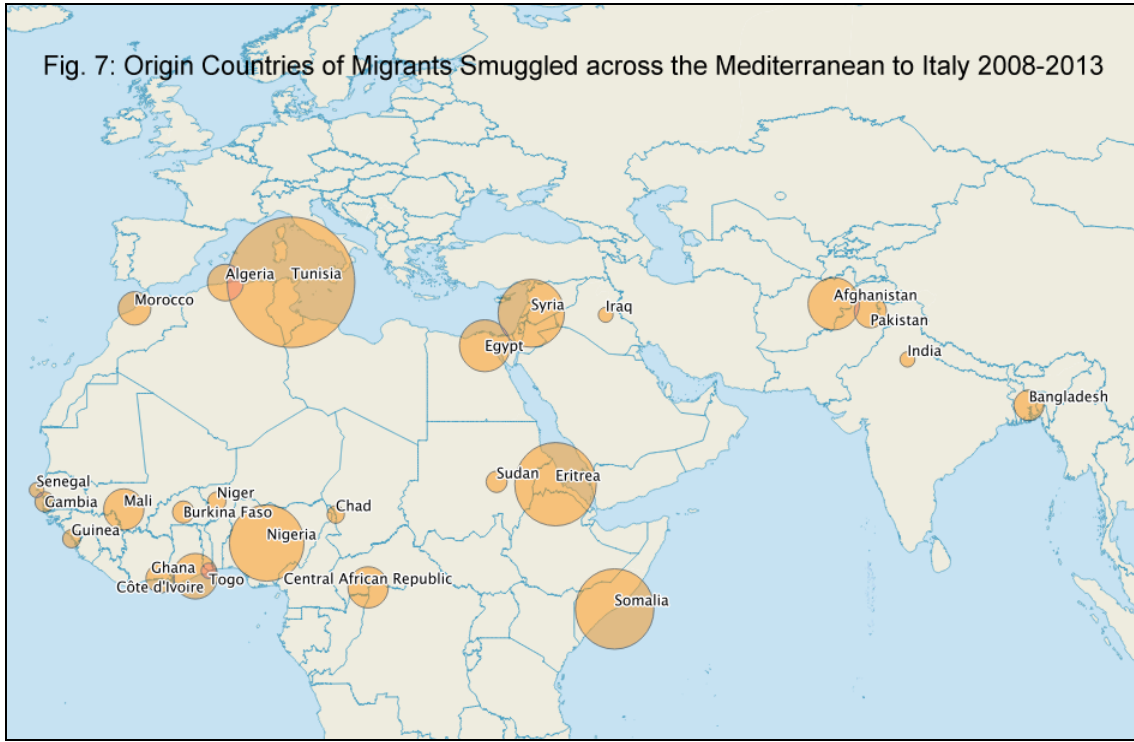 Fig. 7: Origin Countries of Migrants Smuggled across the Mediterranean to Italy 2008-2013
Algeria
Tunisia
Morocco
Syria
Iraq
Afghanistan
Pakistan
Egypt
India
Bangladesh
Senegal
Gambia
Mali
Niger
Burkina Faso
Chad
Sudan
Eritrea
Guinea
Nigeria
Ghana
Togo
Côte d'Ivoire
Central African Republic
Somalia